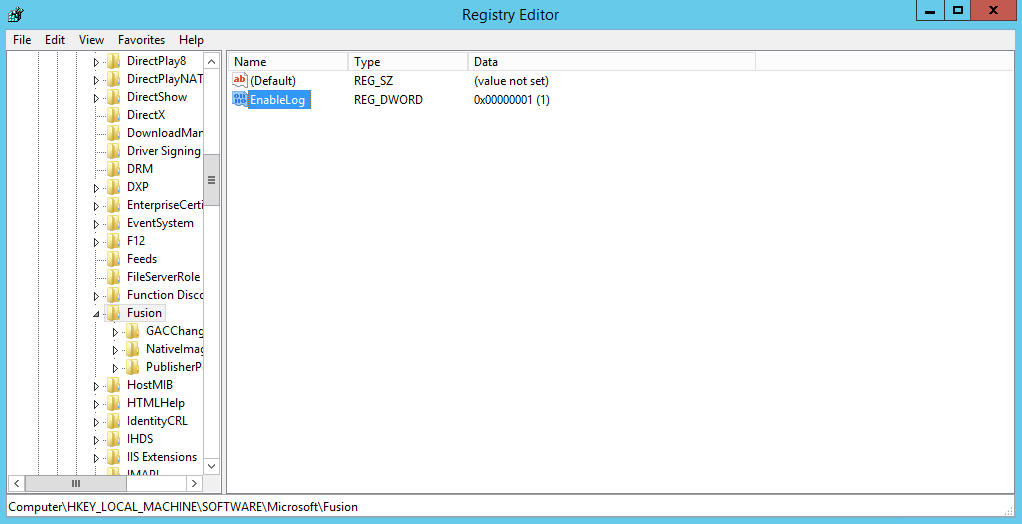 Registry Editor
File Edit View Favorites Help
DirectPlay8
DirectPlayNAT
DirectShow
DirectX
DownloadMan
Driver Signing
DRM
DXP
EnterpriseCerti
EventSystem
F12
Feeds
FileServerRole
Function Disco
Fusion
GACChang
NativeImag
PublisherP
HostMIB
HTMLHelp
IdentityCRL
IHDS
IIS Extensions
IMAPI
Name Type Data
ab (Default) REG_SZ (value not set)
EnableLog REG_DWORD 0x00000001 (1)
Computer\HKEY_LOCAL_MACHINE\SOFTWARE\Microsoft\Fusion